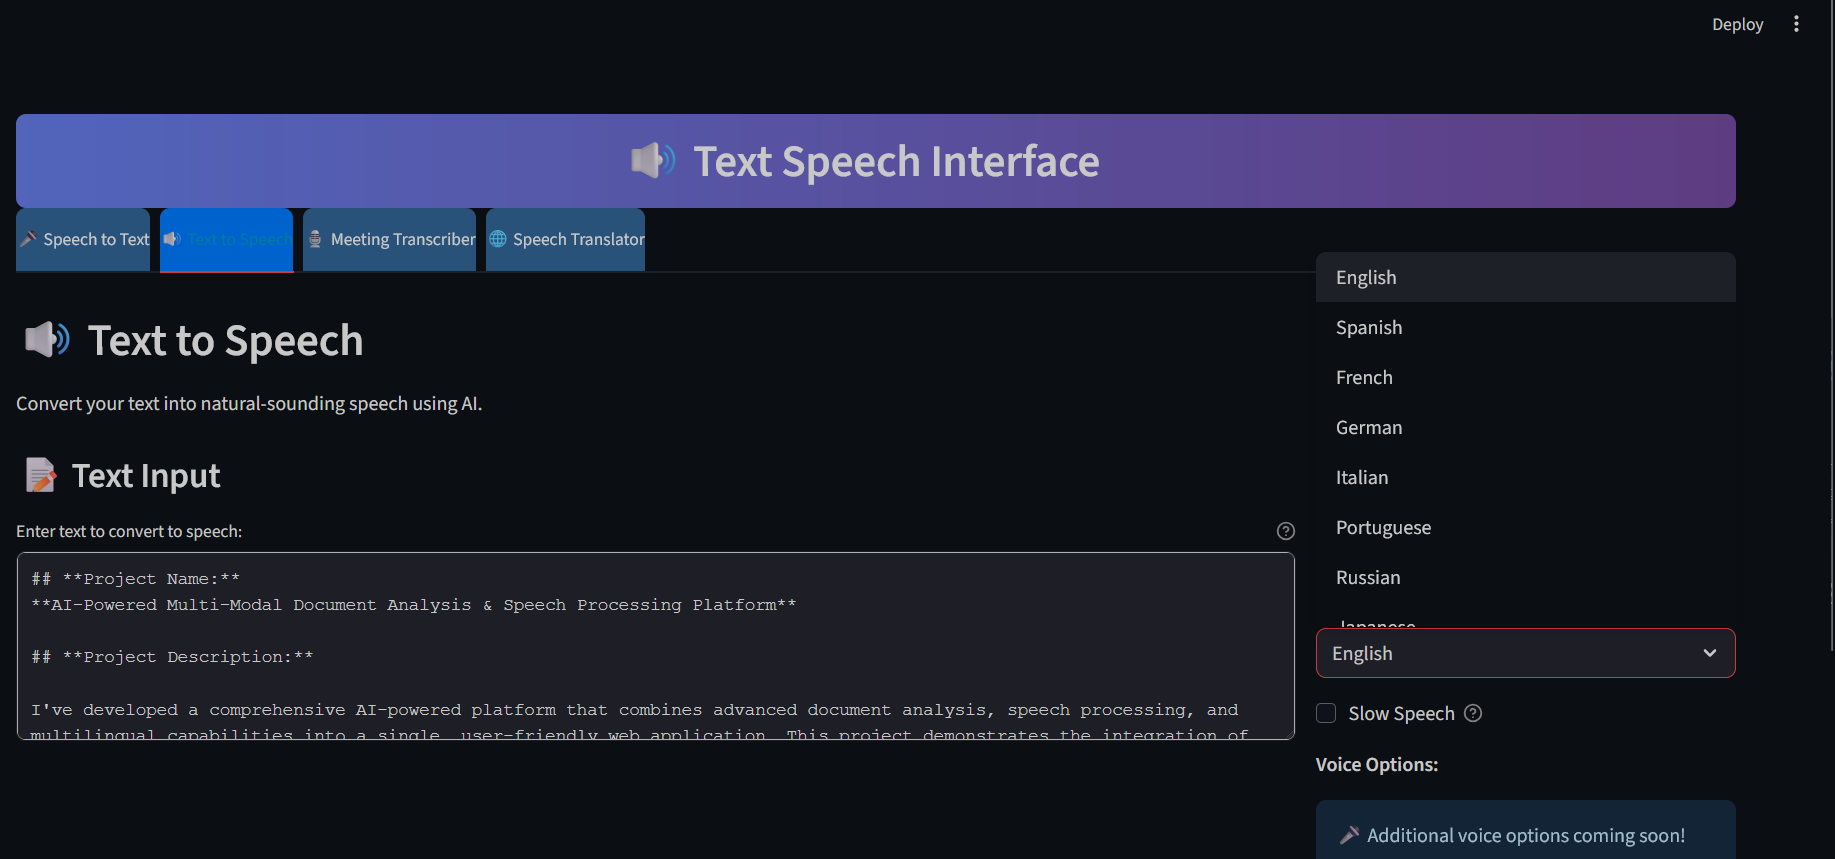 Deploy
Text Speech Interface
Speech to Text
Text to Speech
Meeting Transcriber
Speech Translator
Text to Speech
Convert your text into natural-sounding speech using AI.
Text Input
Enter text to convert to speech:
## **Project Name:**
**AI-Powered Multi-Modal Document Analysis & Speech Processing Platform**
## **Project Description:**
I've developed a comprehensive AI-powered platform that combines advanced document analysis, speech processing, and
multilingual capabilities into a single, user-friendly web application. This project demonstrates the integration of
English
Spanish
French
German
Italian
Portuguese
Russian
Japanese
English
Slow Speech
Voice Options:
Additional voice options coming soon!